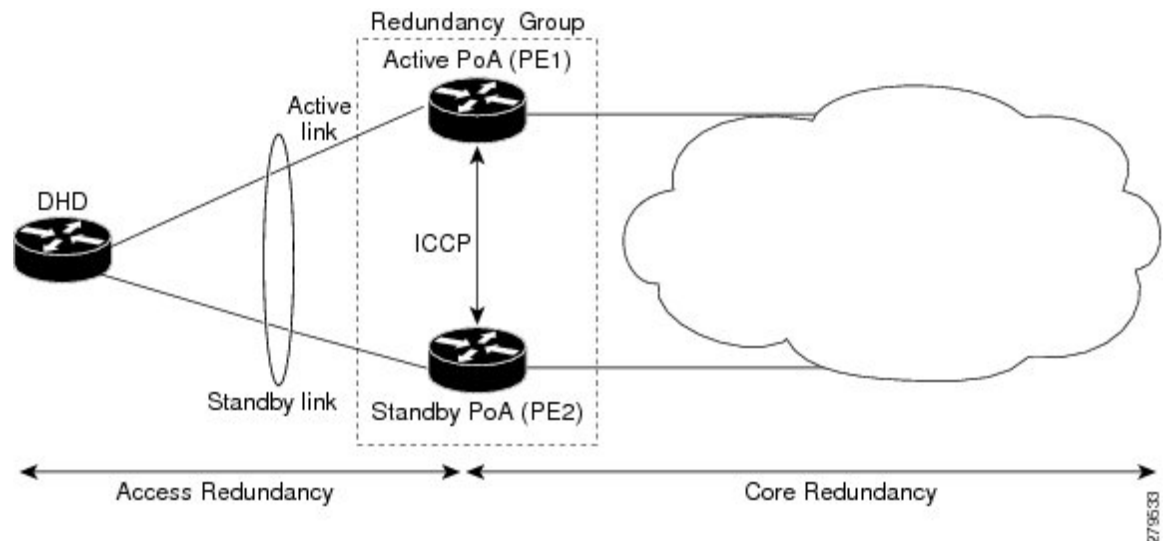 Redundancy Group
Active PoA (PE1)
Active
link
DHD
ICCP
Standby link
Standby PoA (PE2)
Access Redundancy
Core Redundancy
279533